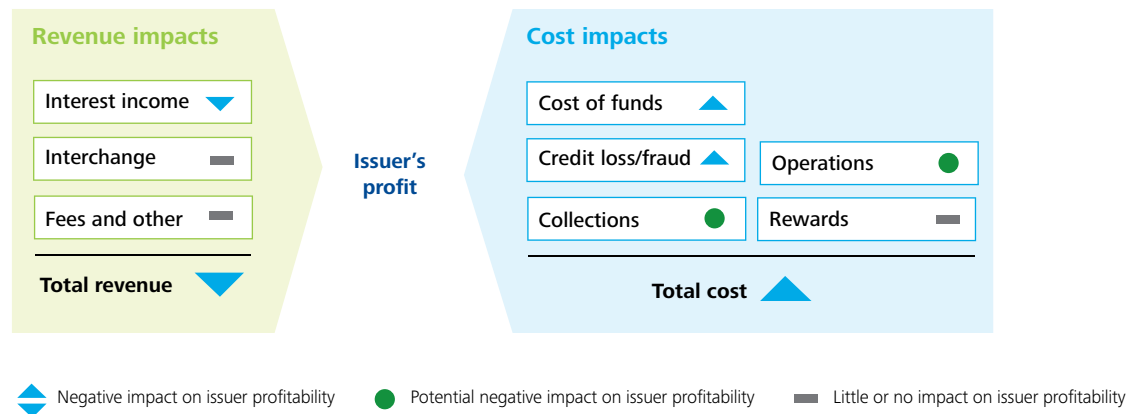 Revenue impacts
Interest income
Interchange
Fees and other
Total revenue
Issuer's
profit
Cost impacts
Cost of funds
Credit loss/fraud
Operations
Collections
Rewards
Total cost
Negative impact on issuer profitability
Potential negative impact on issuer profitability
Little or no impact on issuer profitability